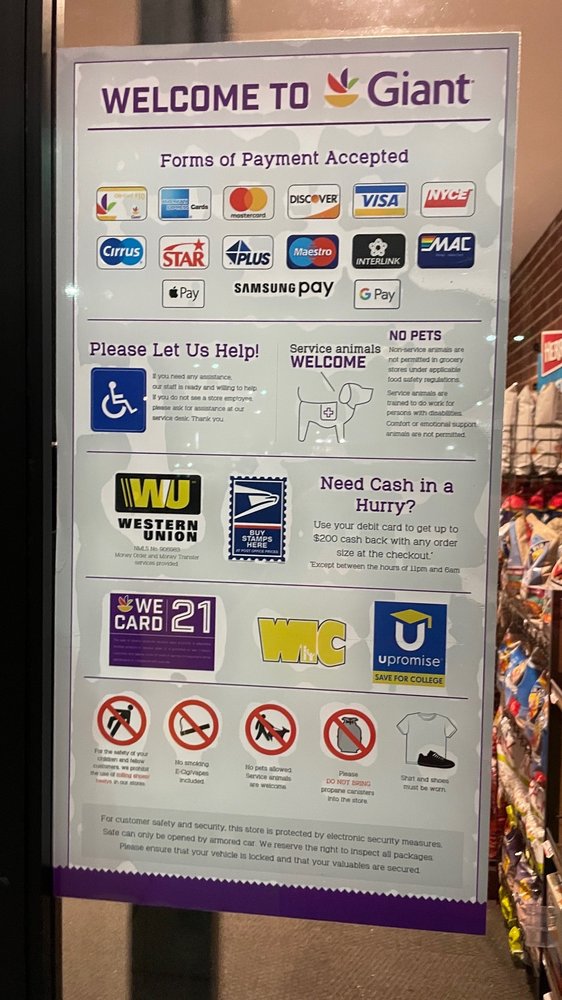 WELCOME TO Giant
Forms of Payment Accepted
AMERICAN EXPRESS Cards
mastercard
DISCOVER
VISA
NYCE
Cirrus
STAR
PLUS
Maestro
INTERLINK
MAC
Pay
SAMSUNG pay
G Pay
Please Let Us Help!
If you need any assistance,
our staff is ready and willing to help.
If you do not see a store employee,
please ask for assistance at our
service desk. Thank you.
Service animals
WELCOME
NO PETS
Non-service animals are
not permitted in grocery
stores under applicable
food safety regulations.
Service animals are
trained to do work for
persons with disabilities.
Comfort or emotional support
animals are not permitted.
WU
WESTERN
UNION
Money Order and Money Transfer
services provided.
BUY
STAMPS
HERE
AT POST OFFICE PRICES
Need Cash in a
Hurry?
Use your debit card to get up to
$200 cash back with any order
size at the checkout.*
*Except between the hours of 11pm and 6am
WE
CARD 21
WIC
U
upromise
SAVE FOR COLLEGE
For the safety of your
children and fellow
customers, we prohibit
the use of rolling shoes/
heelys in our stores.
No smoking
E-Cig/Vapes
included.
No pets allowed.
Service animals
are welcome.
Please
DO NOT BRING
propane canisters
into the store.
Shirt and shoes
must be worn.
For customer safety and security, this store is protected by electronic security measures.
Safe can only be opened by armored car. We reserve the right to inspect all packages.
Please ensure that your vehicle is locked and that your valuables are secured.